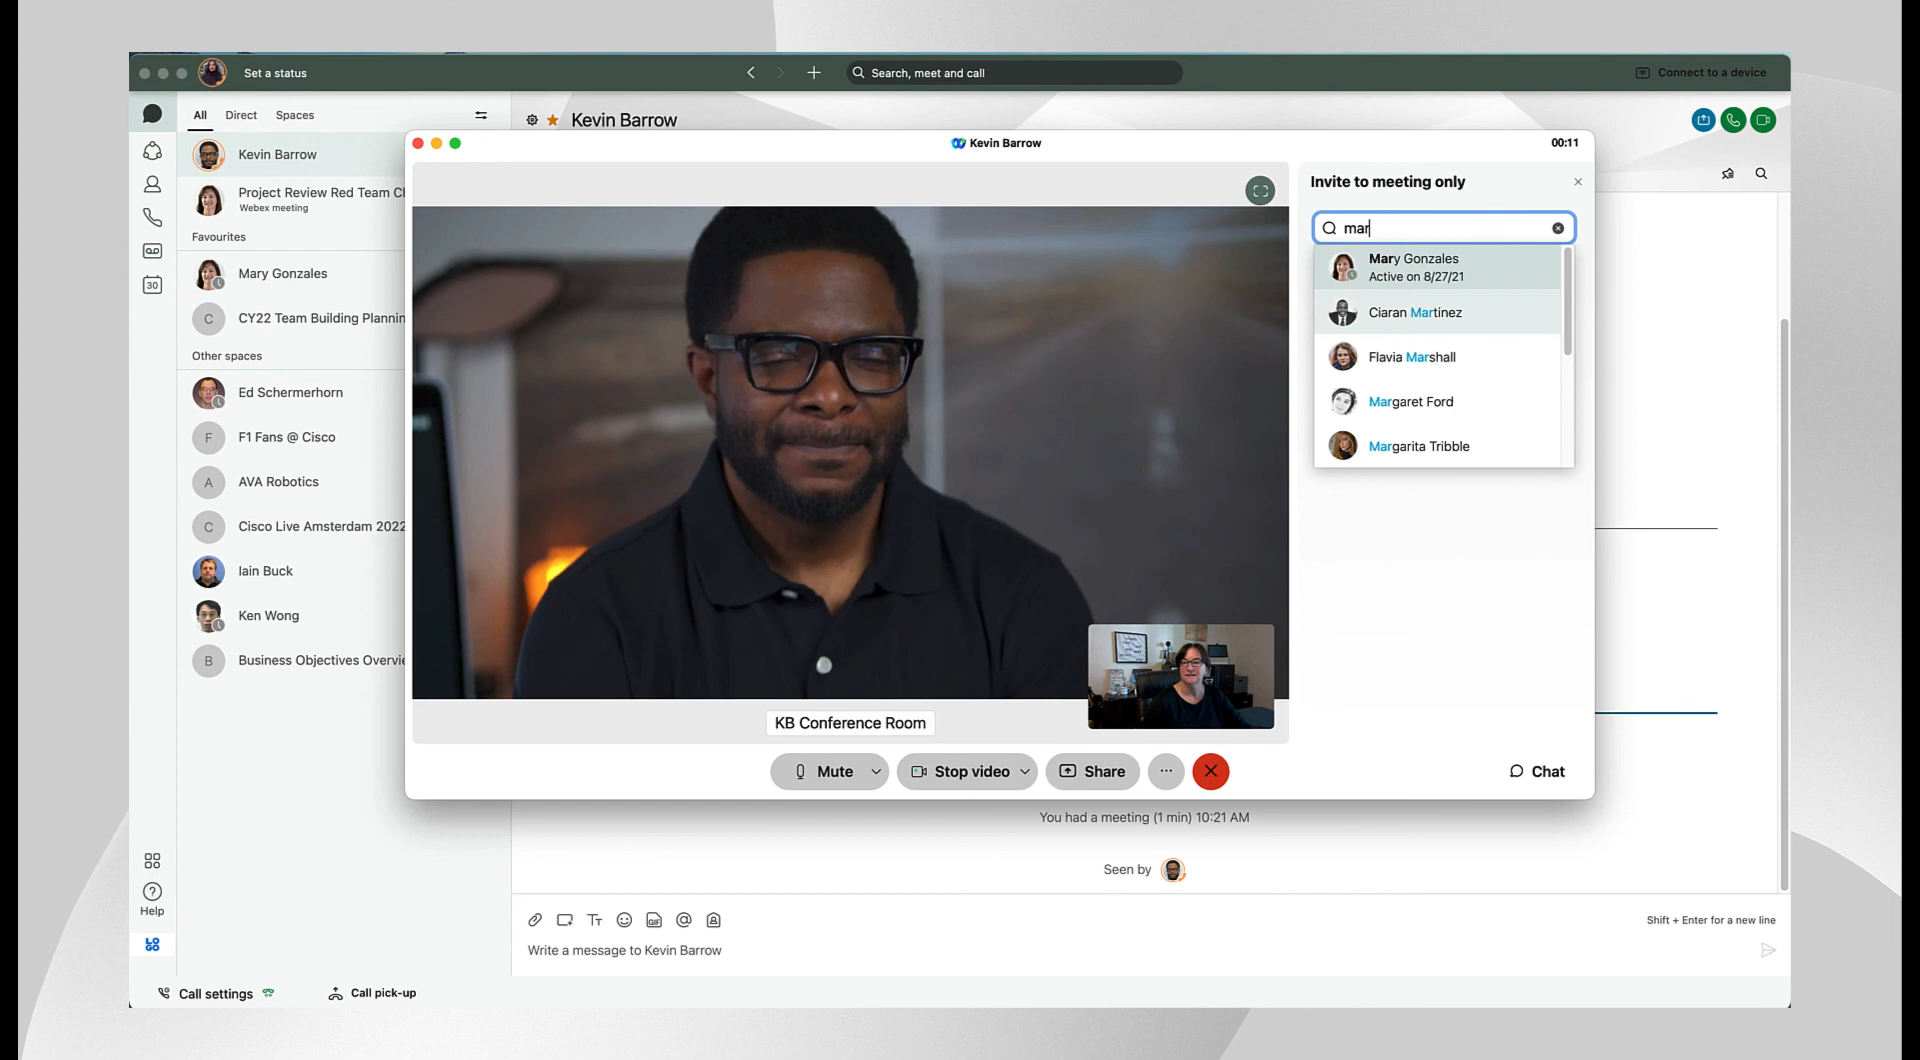 Set a status
Search, meet and call
Connect to a device
All
Direct
Spaces
Kevin Barrow
Project Review Red Team C
Webex meeting
Favourites
Mary Gonzales
C
CY22 Team Building Plannin
Other spaces
Ed Schermerhorn
F
F1 Fans @ Cisco
A
AVA Robotics
C
Cisco Live Amsterdam 2022
Iain Buck
Ken Wong
B
Business Objectives Overvi
30
Help
LOGO
Call settings
Call pick-up
Kevin Barrow
Kevin Barrow
00:11
KB Conference Room
Mute
Stop video
Share
Chat
Invite to meeting only
mar
Mary Gonzales
Active on 8/27/21
Ciaran Martinez
Flavia Marshall
Margaret Ford
Margarita Tribble
You had a meeting (1 min) 10:21 AM
Seen by
Tт
GIF
@
Shift + Enter for a new line
Write a message to Kevin Barrow